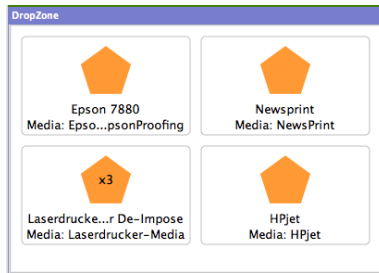 DropZone
Epson 7880
Media: Epso...psonProofing
Newsprint
Media: NewsPrint
x3
Laserdrucke...r De-Impose
Media: Laserdrucker-Media
HPjet
Media: HPjet